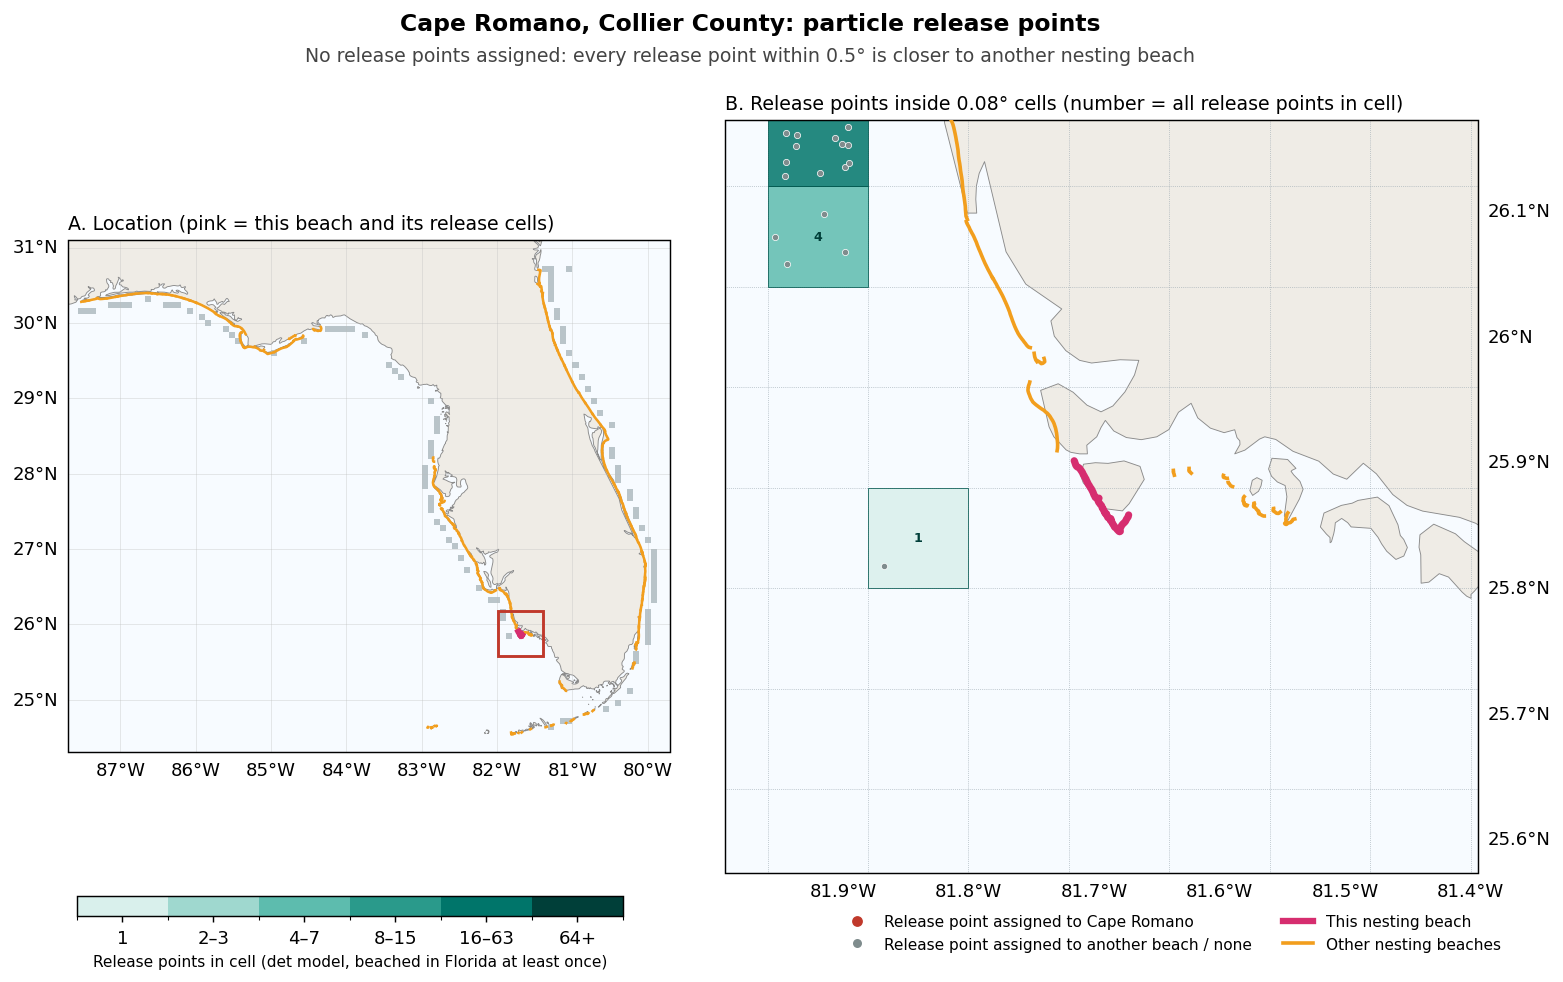 Cape Romano, Collier County: particle release points
No release points assigned: every release point within 0.5° is closer to another nesting beach
A. Location (pink = this beach and its release cells)
31°N
30°N
29°N
28°N
27°N
26°N
25°N
87°W 86°W 85°W 84°W 83°W 82°W 81°W 80°W
1 2–3 4–7 8–15 16–63 64+
Release points in cell (det model, beached in Florida at least once)
B. Release points inside 0.08° cells (number = all release points in cell)
4
1
26.1°N
26°N
25.9°N
25.8°N
25.7°N
25.6°N
81.9°W 81.8°W 81.7°W 81.6°W 81.5°W 81.4°W
Release point assigned to Cape Romano
Release point assigned to another beach / none
This nesting beach
Other nesting beaches